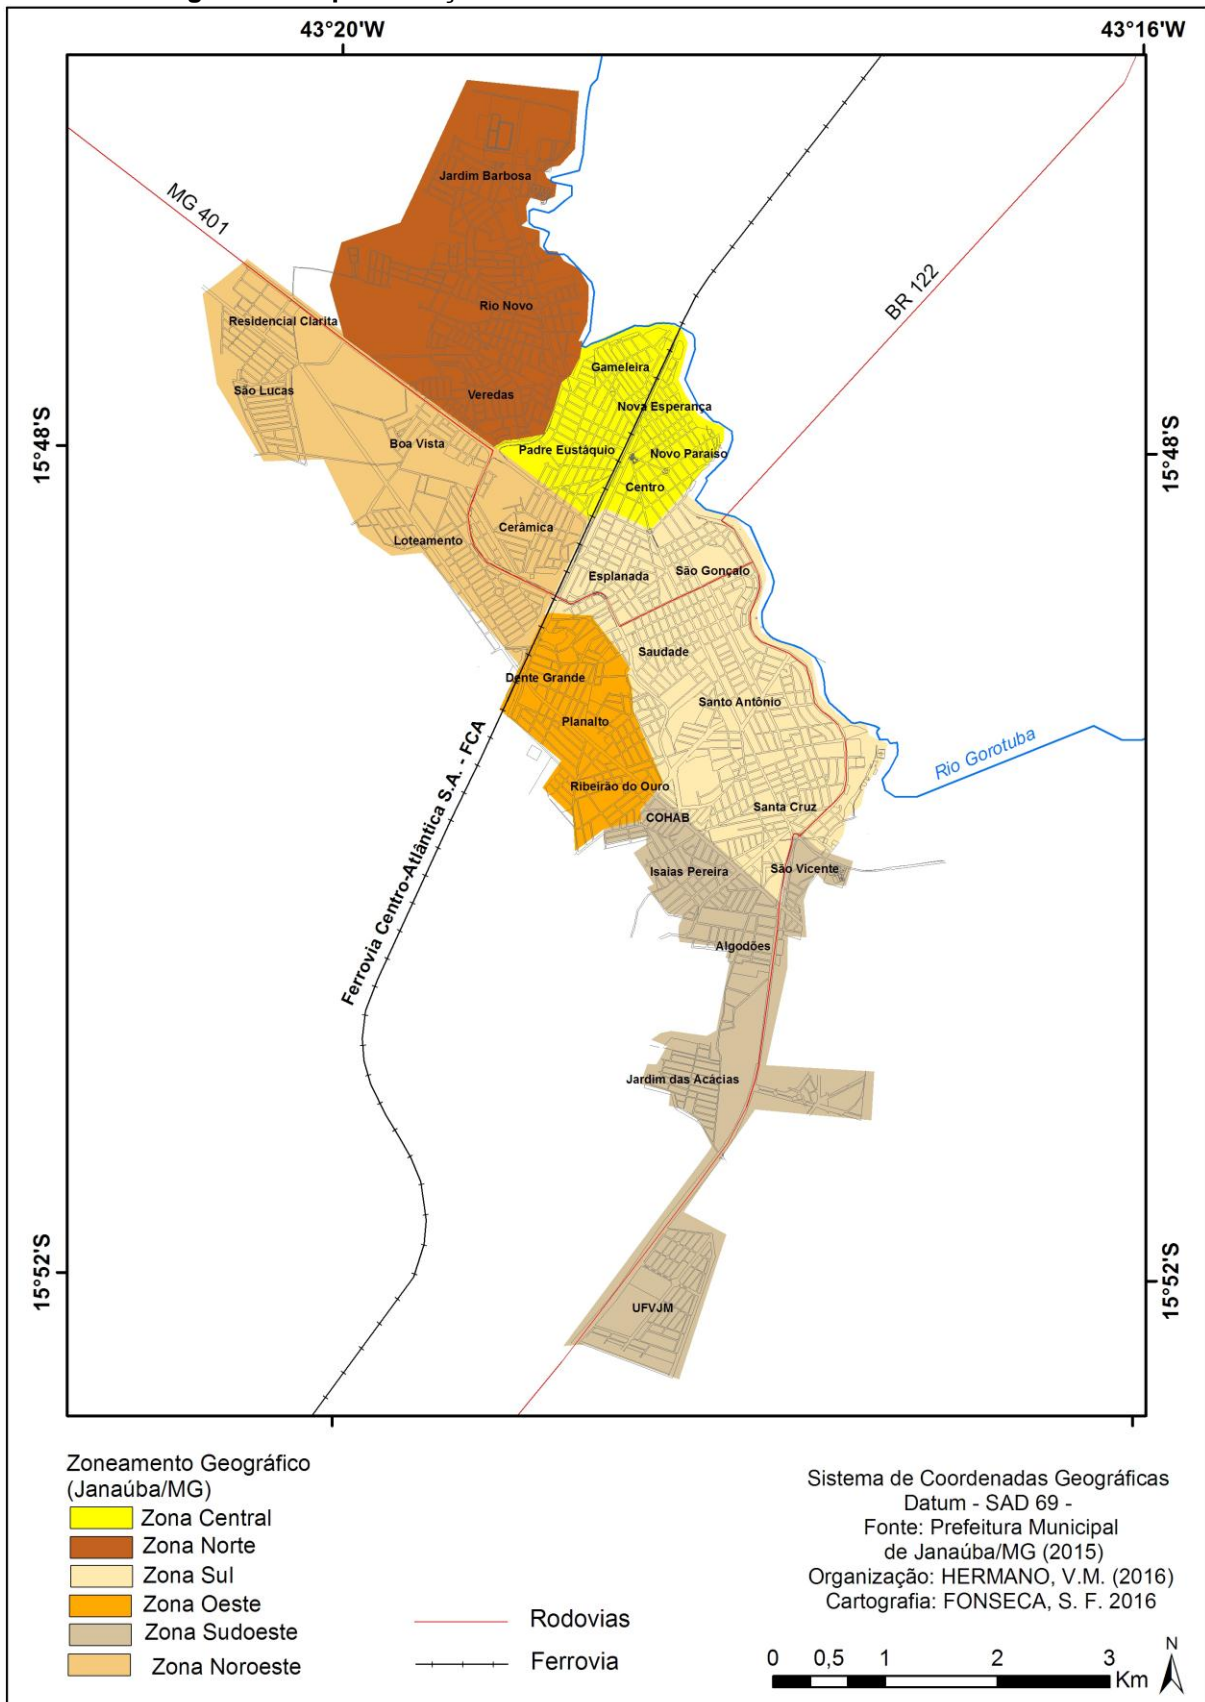 43°20'W
43°16'W
Jardim Barbosa
MG 401
BR 122
Rio Novo
Residencial Clarita
Gameleira
São Lucas
Veredas
Nova Esperança
15°48'S
Boa Vista
Padre Eustáquio
Novo Paraiso
15°48'S
Centro
Cerâmica
Loteamento
Esplanada
São Gonçalo
Saudade
Dente Grande
Santo Antônio
Planalto
Rio Gorotuba
Ribeirão do Ouro
Santa Cruz
COHAB
Ferrovia Centro-Atlântica S.A. - FCA
Isaias Pereira
São Vicente
Algodões
Jardim das Acácias
15°52'S
15°52'S
UFVJM
Zoneamento Geográfico
(Janaúba/MG)
Zona Central
Zona Norte
Zona Sul
Zona Oeste
Zona Sudoeste
Zona Noroeste
Rodovias
Ferrovia
Sistema de Coordenadas Geográficas
Datum - SAD 69 -
Fonte: Prefeitura Municipal
de Janaúba/MG (2015)
Organização: HERMANO, V.M. (2016)
Cartografia: FONSECA, S. F. 2016
N
0 0,5 1 2 3
Km